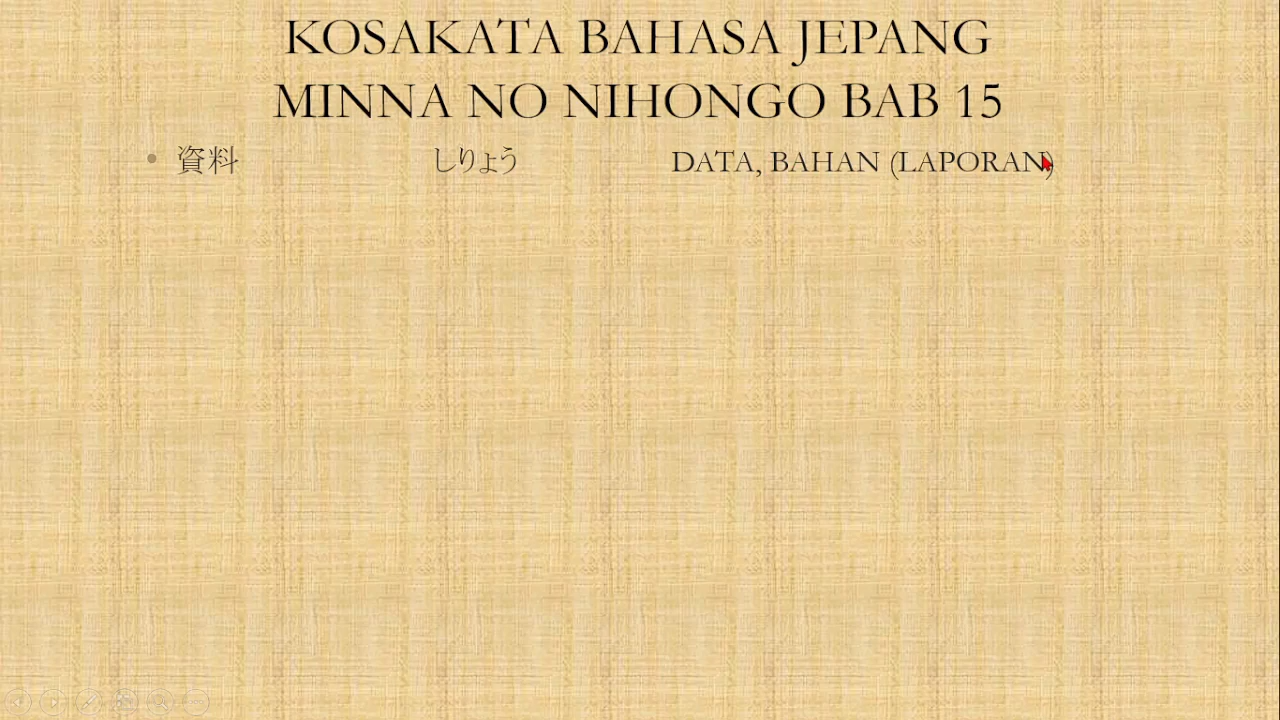 KOSAKATA BAHASA JEPANG
MINNA NO NIHONGO BAB 15
• 資料 しりょう DATA, BAHAN (LAPORAN)